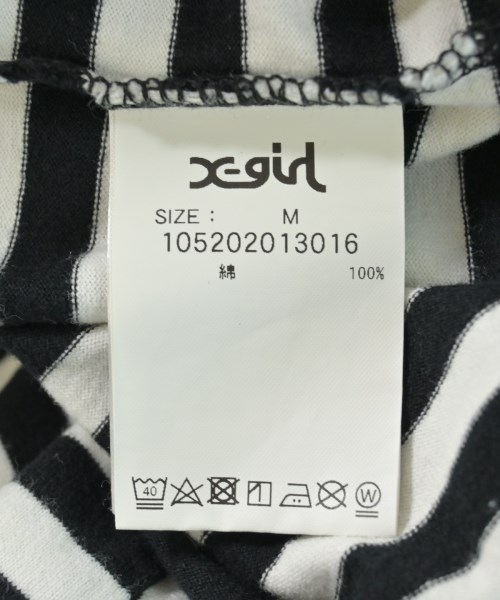 X-girl
SIZE : M
105202013016
綿 100%
40 W